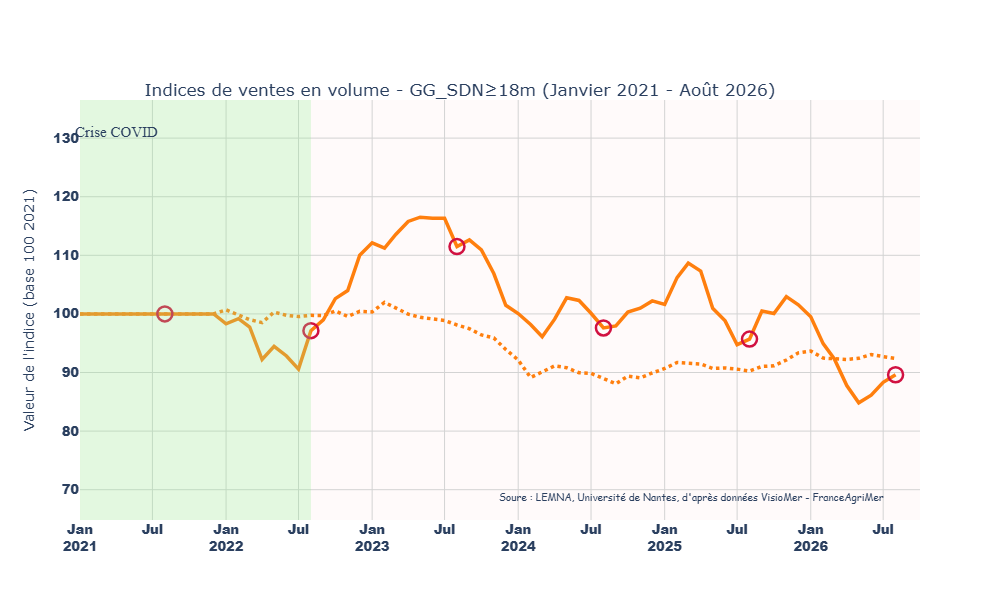 Indices de ventes en volume - GG_SDN≥18m (Janvier 2021 - Août 2026)
Crise COVID
Valeur de l'indice (base 100 2021)
130
120
110
100
90
80
70
Soure : LEMNA, Université de Nantes, d'après données VisioMer - FranceAgriMer
Jan Jul Jan Jul Jan Jul Jan Jul Jan Jul Jan Jul
2021 2022 2023 2024 2025 2026